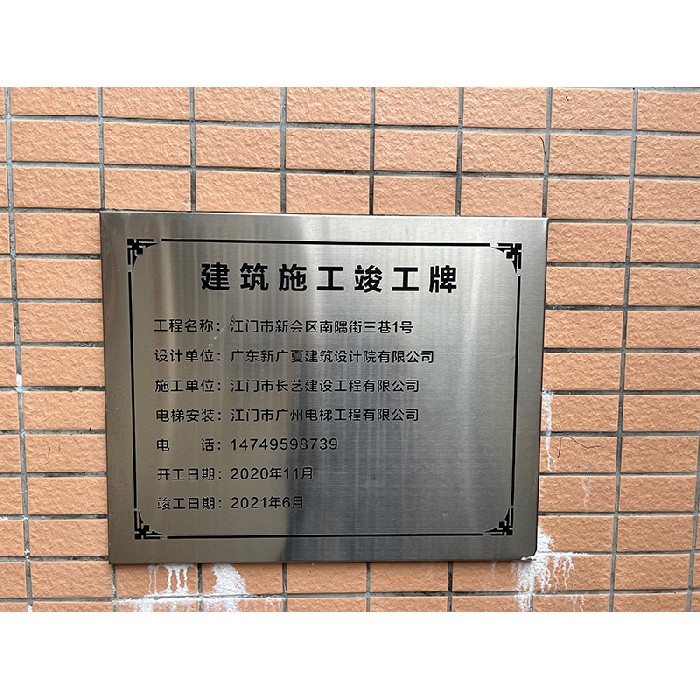 建筑施工竣工牌
工程名称：江门市新会区南隅街三巷1号
设计单位：广东新广厦建筑设计院有限公司
施工单位：江门市长艺建设工程有限公司
电梯安装：江门市广州电梯工程有限公司
电　　话：14749598739
开工日期：2020年11月
竣工日期：2021年6月